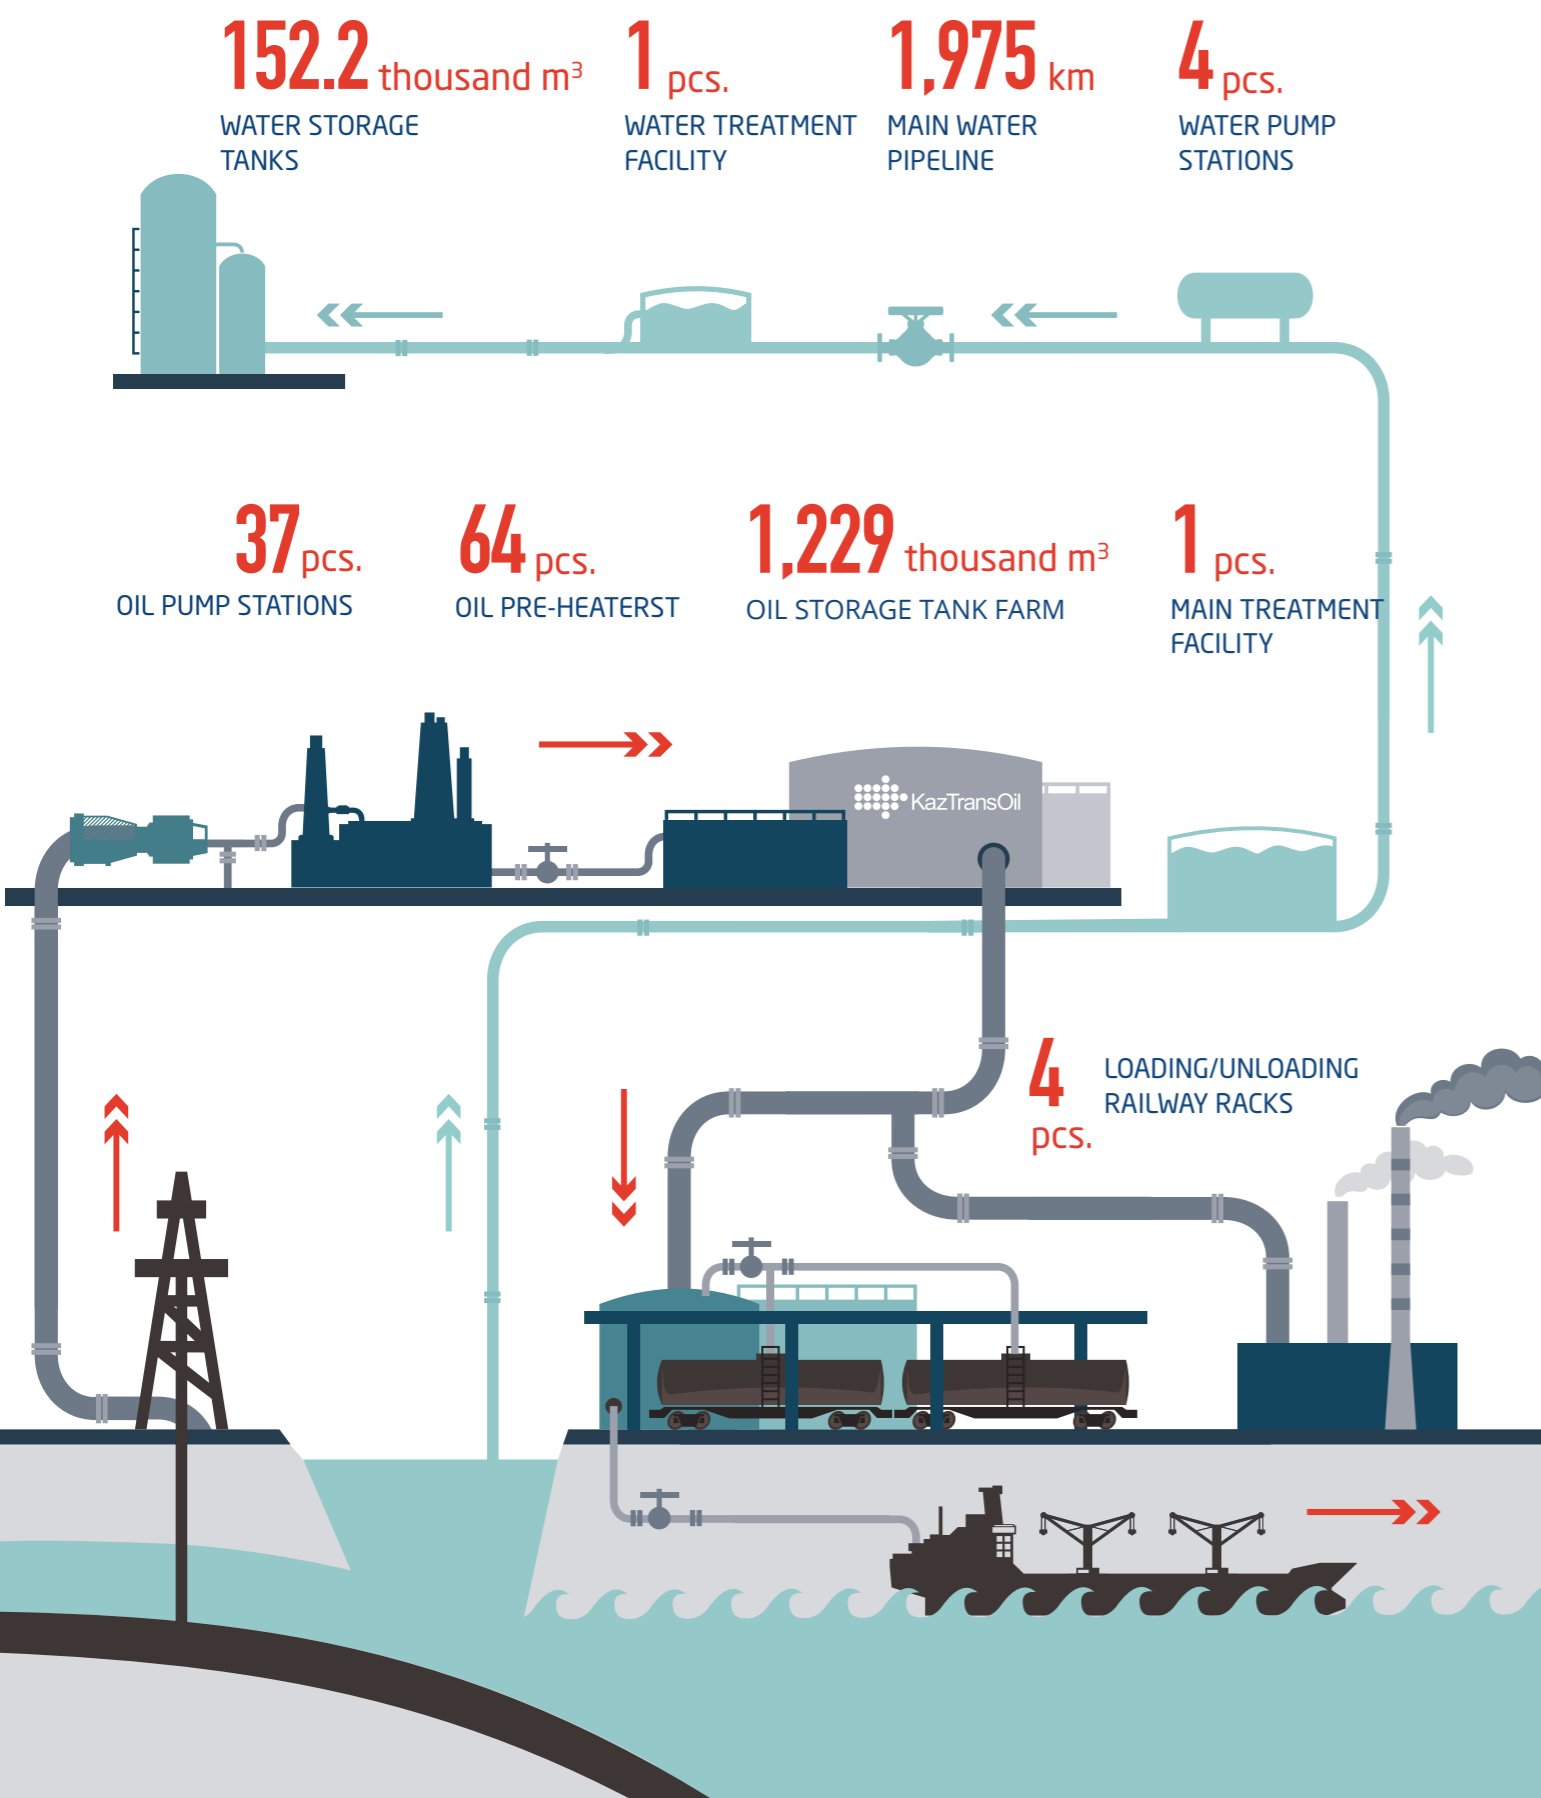 152.2 thousand m³
WATER STORAGE
TANKS
1 pcs.
WATER TREATMENT
FACILITY
1,975 km
MAIN WATER
PIPELINE
4 pcs.
WATER PUMP
STATIONS
37 pcs.
OIL PUMP STATIONS
64 pcs.
OIL PRE-HEATERST
1,229 thousand m³
OIL STORAGE TANK FARM
1 pcs.
MAIN TREATMENT
FACILITY
KazTransOil
4
pcs.
LOADING/UNLOADING
RAILWAY RACKS